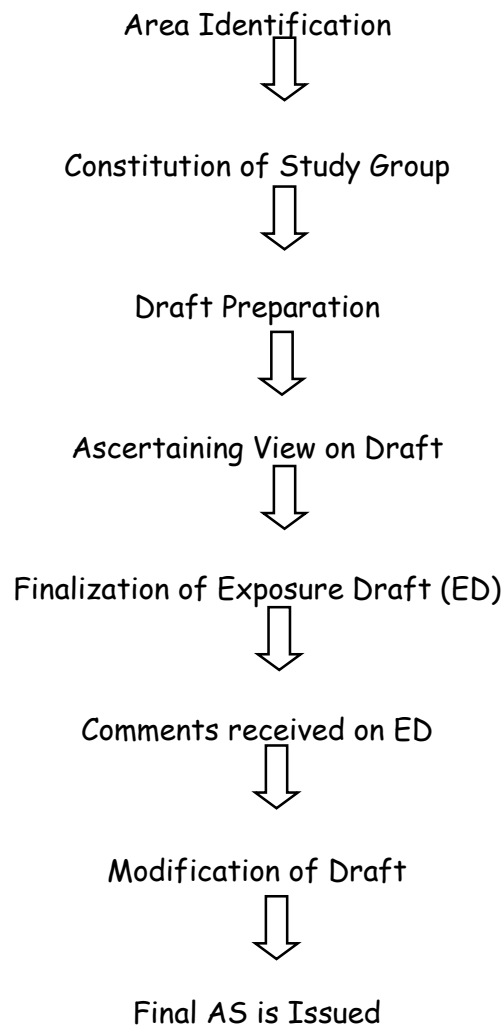 Area Identification
Constitution of Study Group
Draft Preparation
Ascertaining View on Draft
Finalization of Exposure Draft (ED)
Comments received on ED
Modification of Draft
Final AS is Issued